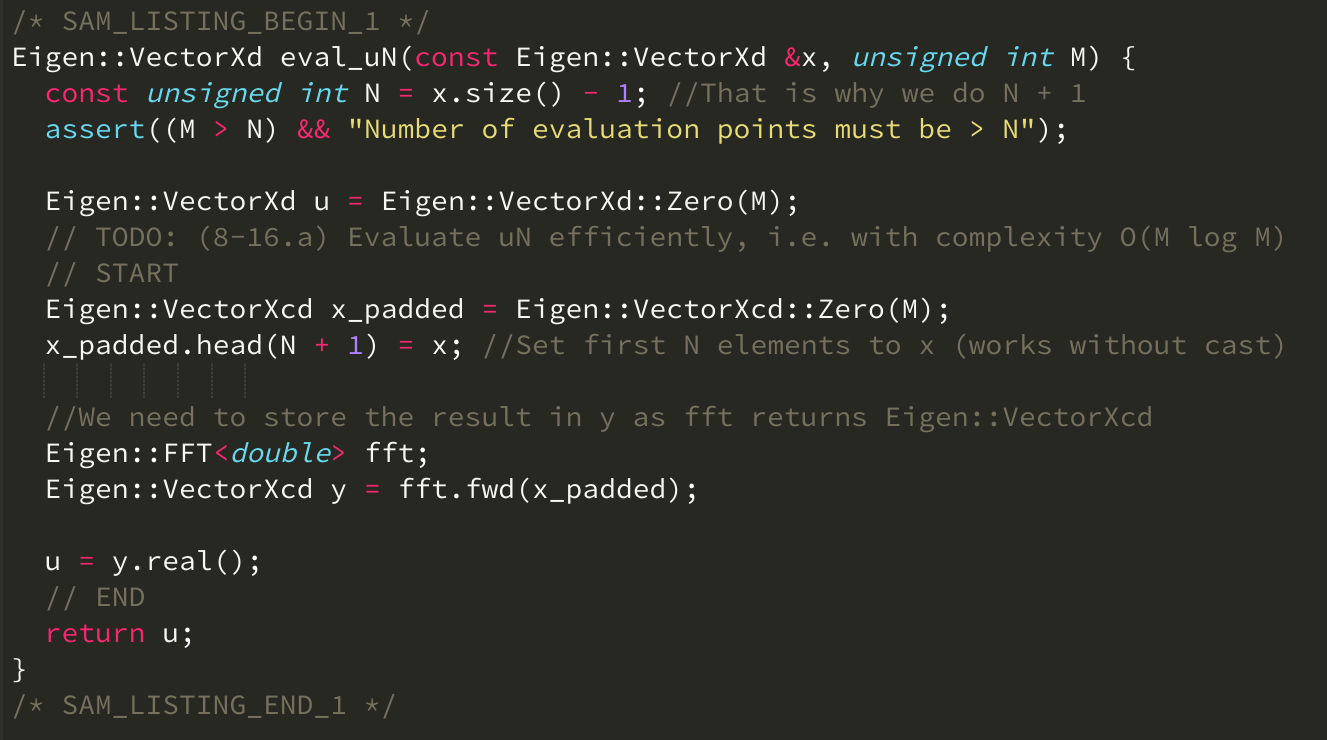 /* SAM_LISTING_BEGIN_1 */
Eigen::VectorXd eval_uN(const Eigen::VectorXd &x, unsigned int M) {
  const unsigned int N = x.size() - 1; //That is why we do N + 1
  assert((M > N) && "Number of evaluation points must be > N");

  Eigen::VectorXd u = Eigen::VectorXd::Zero(M);
  // TODO: (8-16.a) Evaluate uN efficiently, i.e. with complexity O(M log M)
  // START
  Eigen::VectorXcd x_padded = Eigen::VectorXcd::Zero(M);
  x_padded.head(N + 1) = x; //Set first N elements to x (works without cast)

  //We need to store the result in y as fft returns Eigen::VectorXcd
  Eigen::FFT<double> fft;
  Eigen::VectorXcd y = fft.fwd(x_padded);

  u = y.real();
  // END
  return u;
}
/* SAM_LISTING_END_1 */